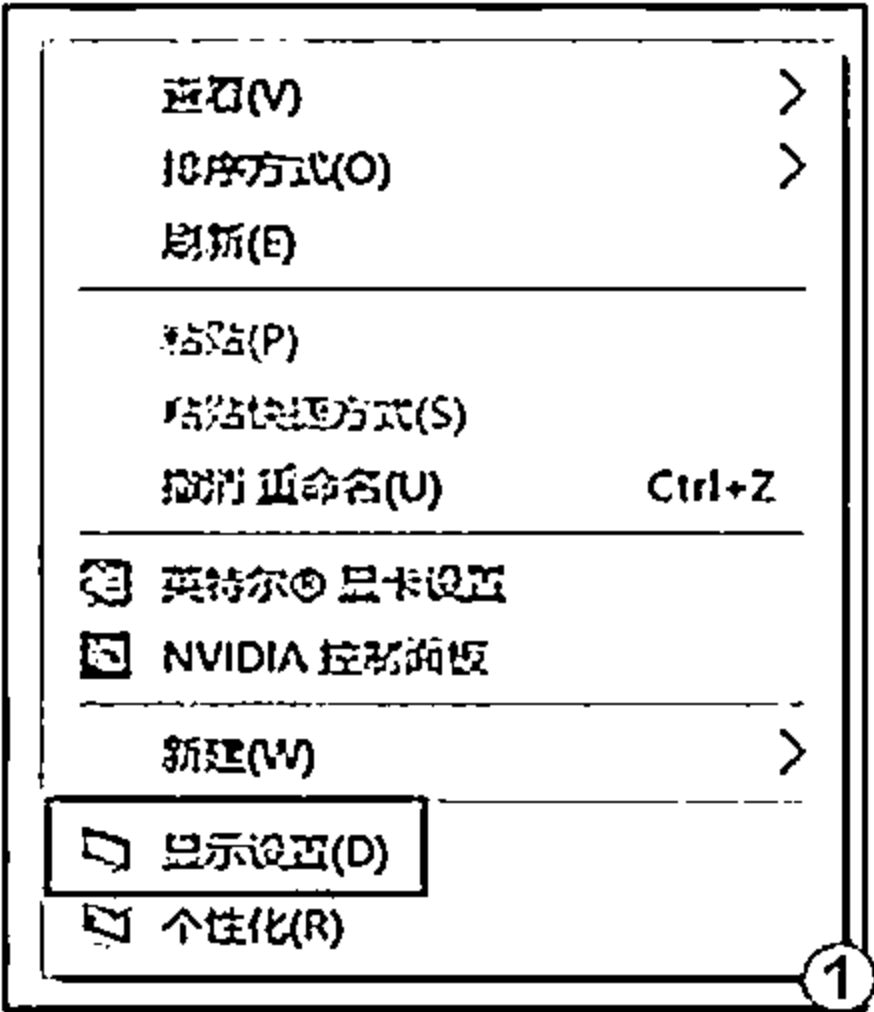 查看(V)
排序方式(O)
刷新(E)
粘贴(P)
粘贴快捷方式(S)
撤消 重命名(U) Ctrl+Z
英特尔® 显卡设置
NVIDIA 控制面板
新建(W)
显示设置(D)
个性化(R)
1